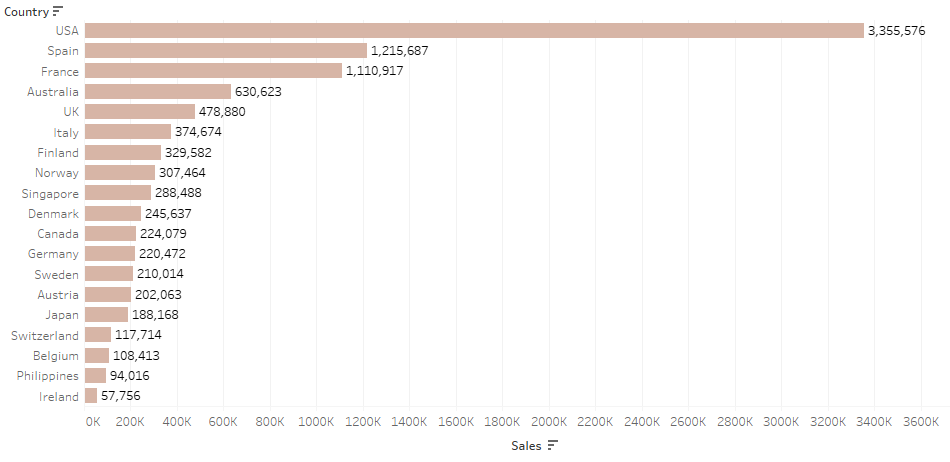 Country
USA 3,355,576
Spain 1,215,687
France 1,110,917
Australia 630,623
UK 478,880
Italy 374,674
Finland 329,582
Norway 307,464
Singapore 288,488
Denmark 245,637
Canada 224,079
Germany 220,472
Sweden 210,014
Austria 202,063
Japan 188,168
Switzerland 117,714
Belgium 108,413
Philippines 94,016
Ireland 57,756
0K 200K 400K 600K 800K 1000K 1200K 1400K 1600K 1800K 2000K 2200K 2400K 2600K 2800K 3000K 3200K 3400K 3600K
Sales